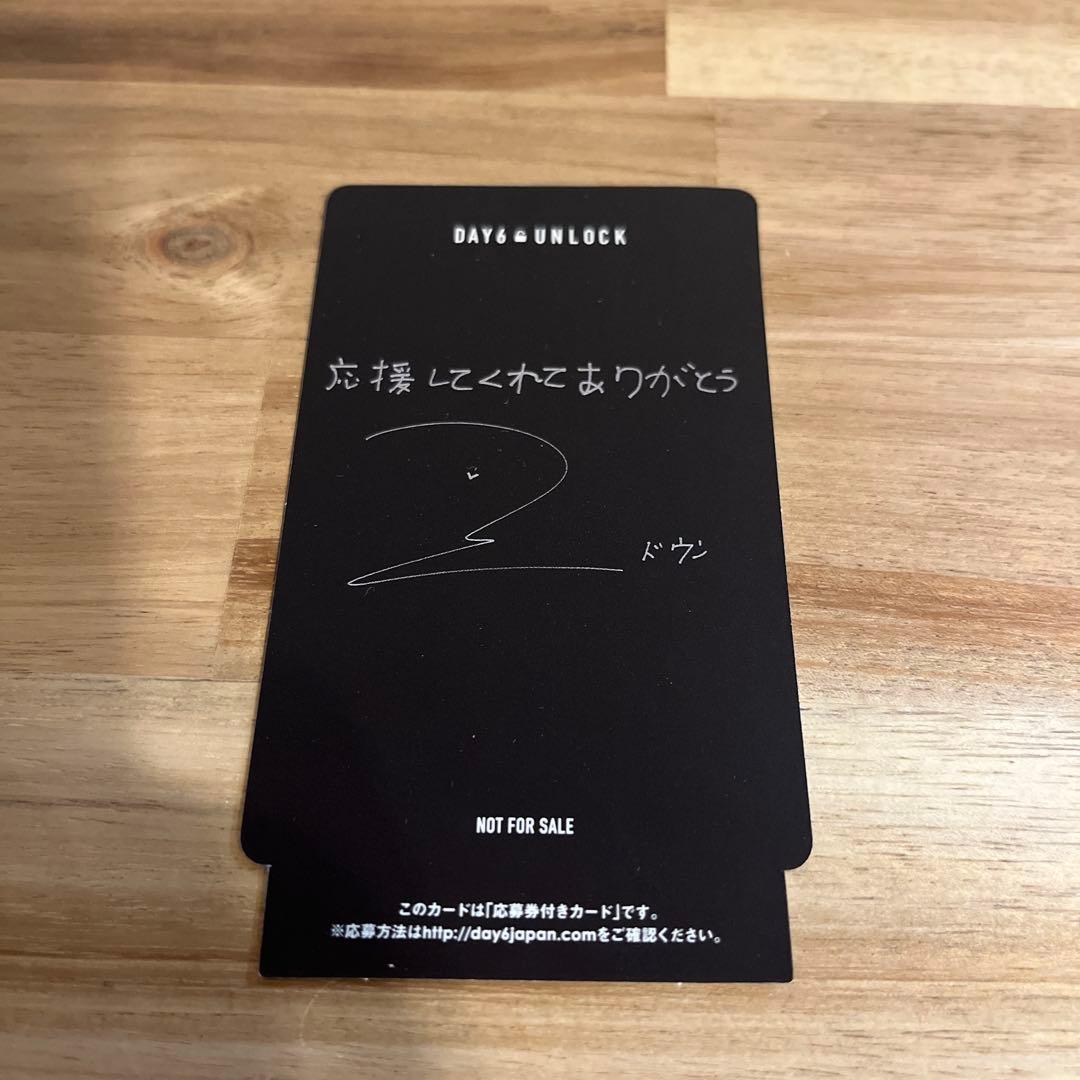 DAY6 UNLOCK
応援してくれてありがとう
ドウン
NOT FOR SALE
このカードは「応募券付きカード」です。
※応募方法はhttp://day6japan.comをご確認ください。